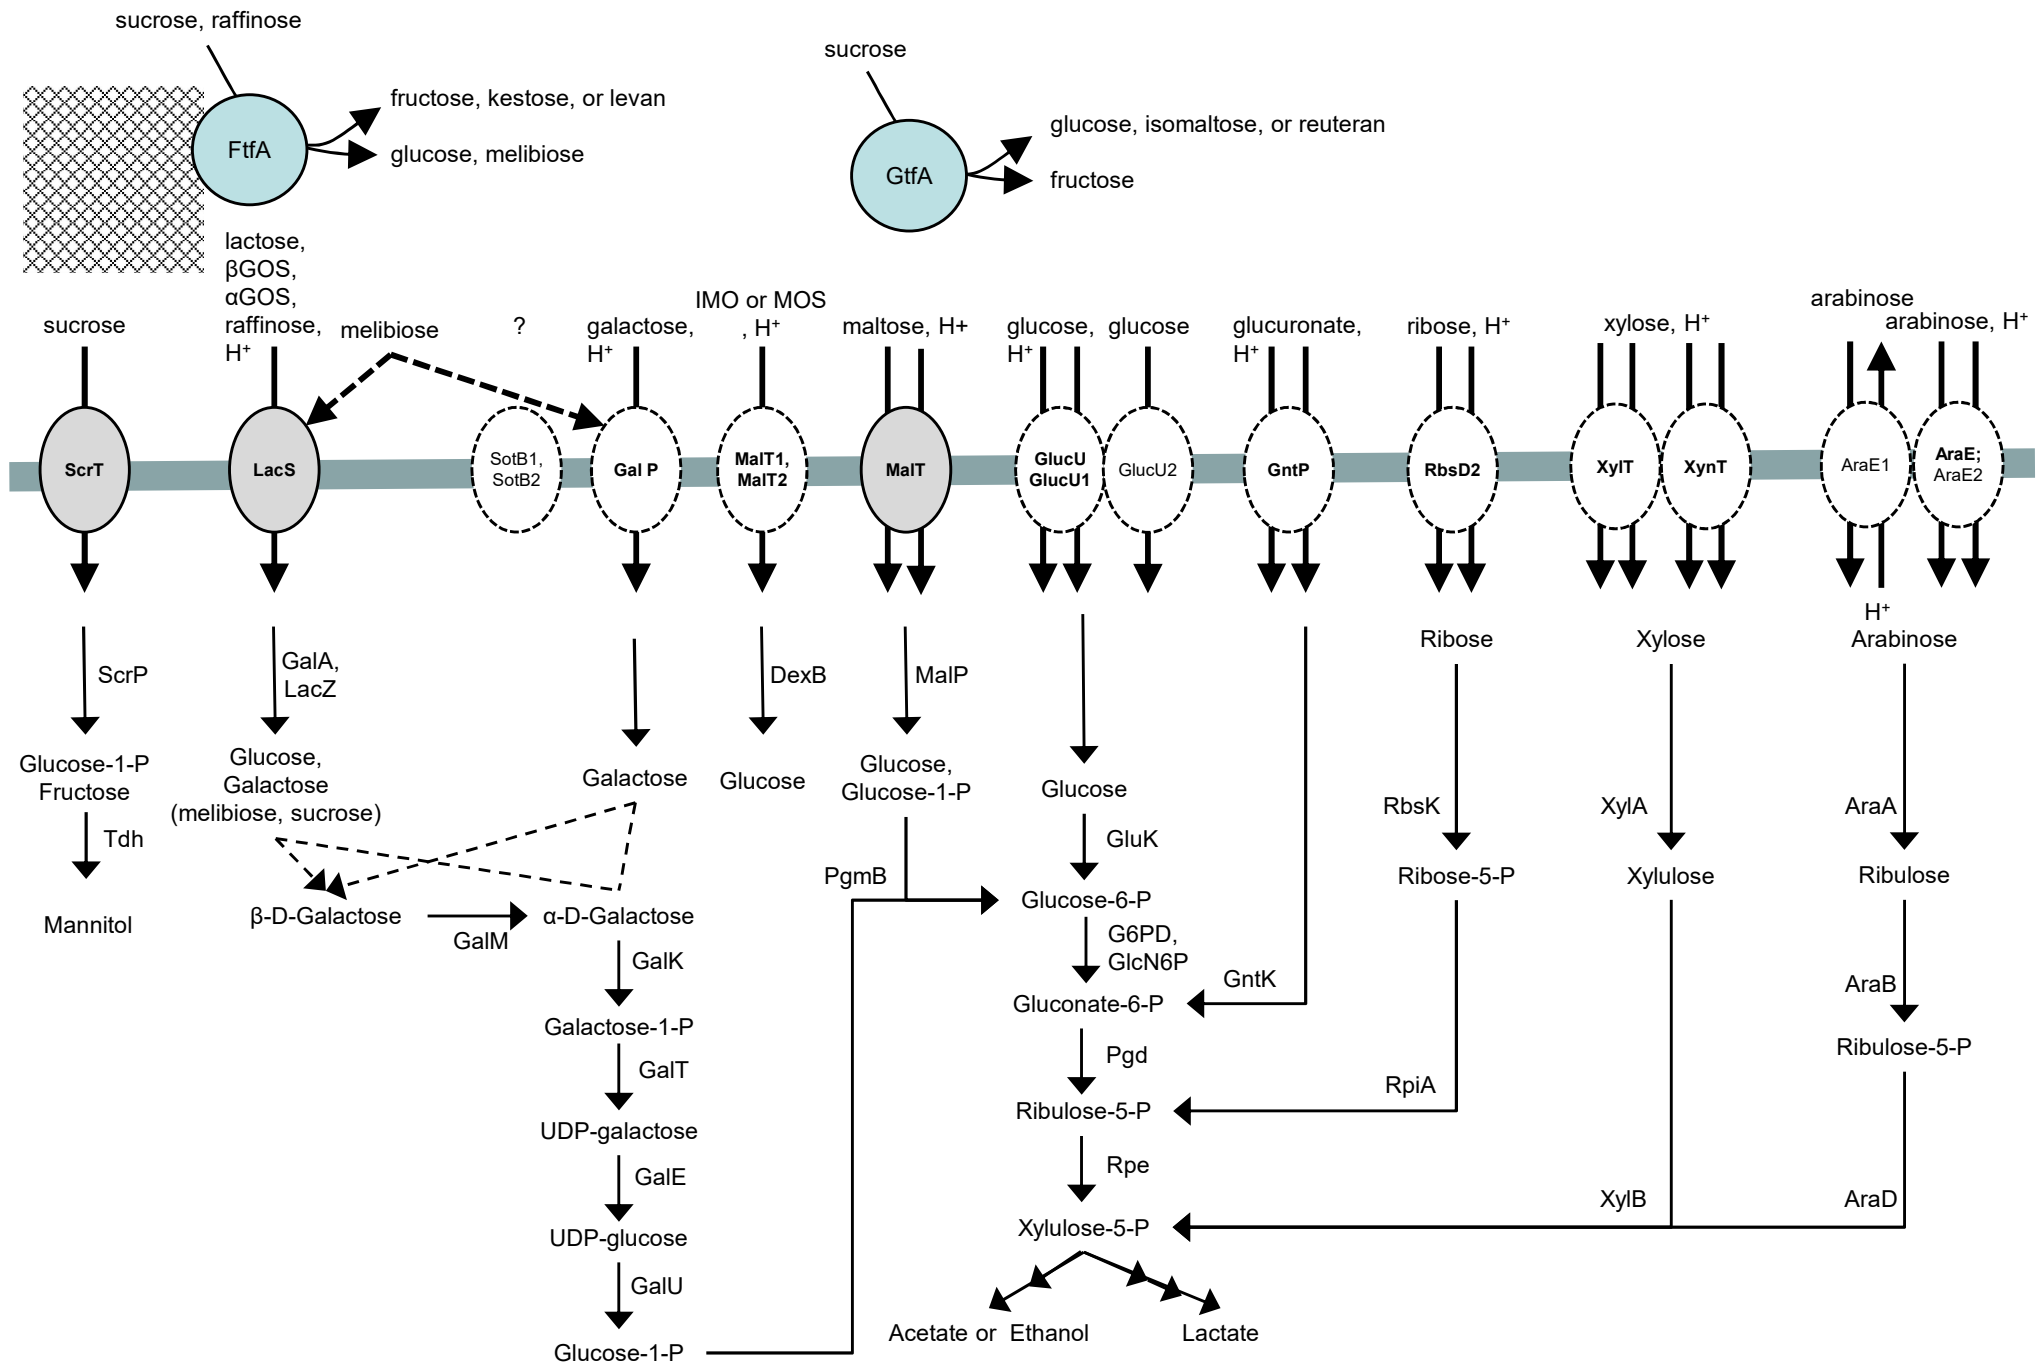 sucrose, raffinose
FtfA
fructose, kestose, or levan
glucose, melibiose
sucrose
GtfA
glucose, isomaltose, or reuteran
fructose
sucrose
lactose,
βGOS,
αGOS,
raffinose,
H+
melibiose
?
galactose,
H+
IMO or MOS
, H+
maltose, H+
glucose,
H+
glucose
glucuronate,
H+
ribose, H+
xylose, H+
arabinose
arabinose, H+
ScrT
LacS
SotB1,
SotB2
Gal P
MalT1,
MalT2
MalT
GlucU
GlucU1
GlucU2
GntP
RbsD2
XylT
XynT
AraE1
AraE;
AraE2
H+
Ribose
Xylose
Arabinose
ScrP
GalA,
LacZ
DexB
MalP
Glucose-1-P
Fructose
Glucose,
Galactose
(melibiose, sucrose)
Galactose
Glucose
Glucose,
Glucose-1-P
Glucose
RbsK
XylA
AraA
Tdh
GluK
PgmB
Ribose-5-P
Xylulose
Ribulose
Mannitol
β-D-Galactose
GalM
α-D-Galactose
Glucose-6-P
GalK
G6PD,
GlcN6P
GntK
AraB
Galactose-1-P
Gluconate-6-P
Ribulose-5-P
GalT
Pgd
RpiA
UDP-galactose
Ribulose-5-P
GalE
Rpe
XylB
AraD
UDP-glucose
Xylulose-5-P
GalU
Glucose-1-P
Acetate or Ethanol
Lactate